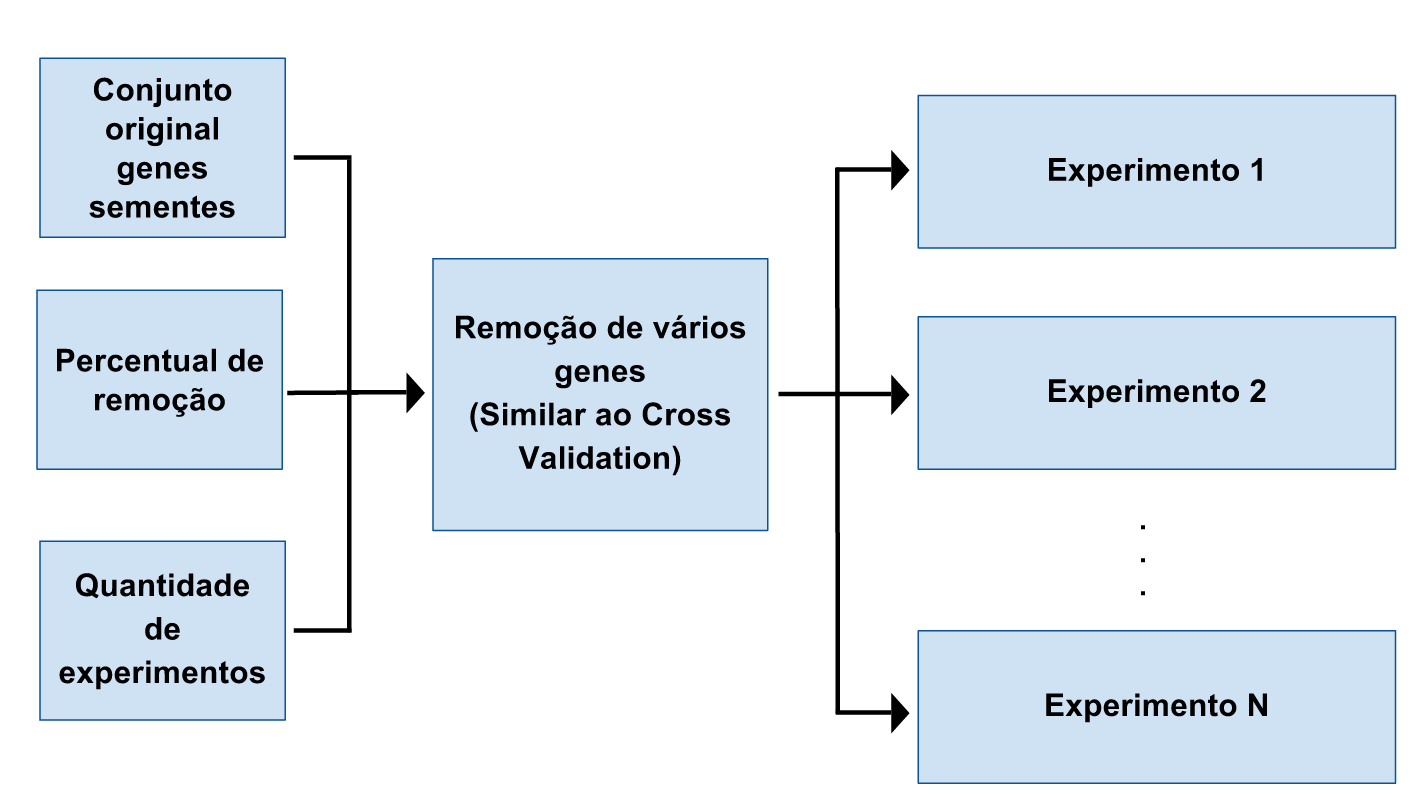 Conjunto
original
genes
sementes
Percentual de
remoção
Quantidade
de
experimentos
Remoção de vários
genes
(Similar ao Cross
Validation)
Experimento 1
Experimento 2
.
.
.
Experimento N